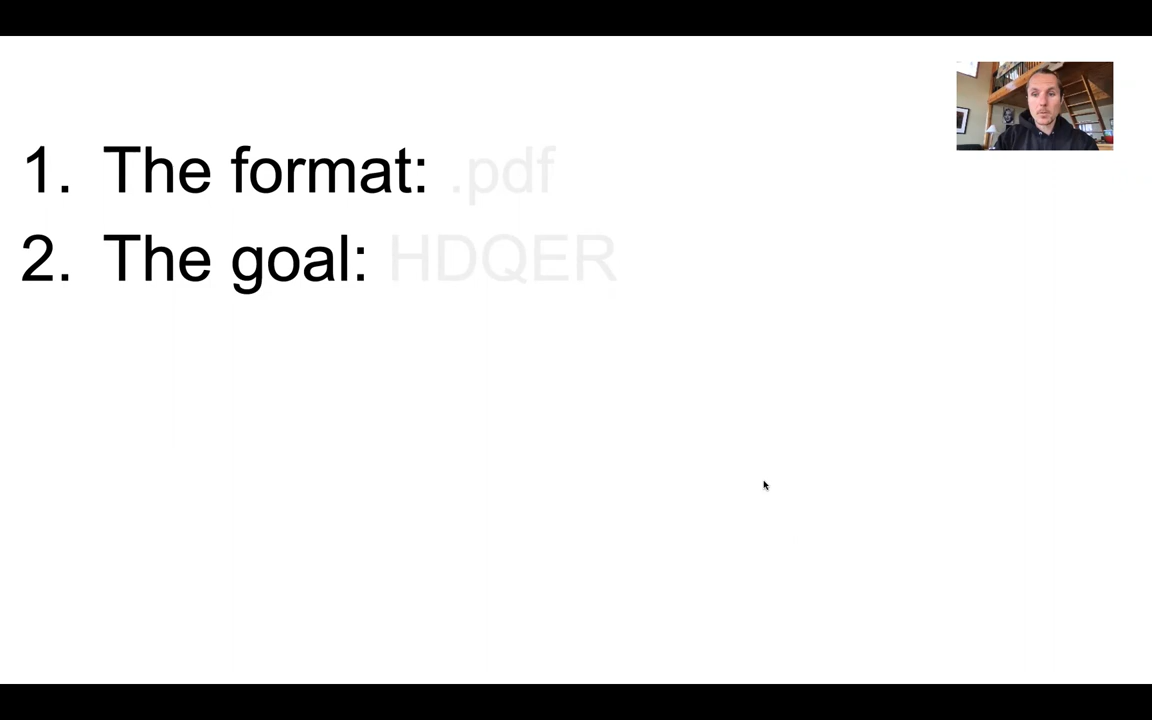 1. The format: .pdf
2. The goal: HDQER